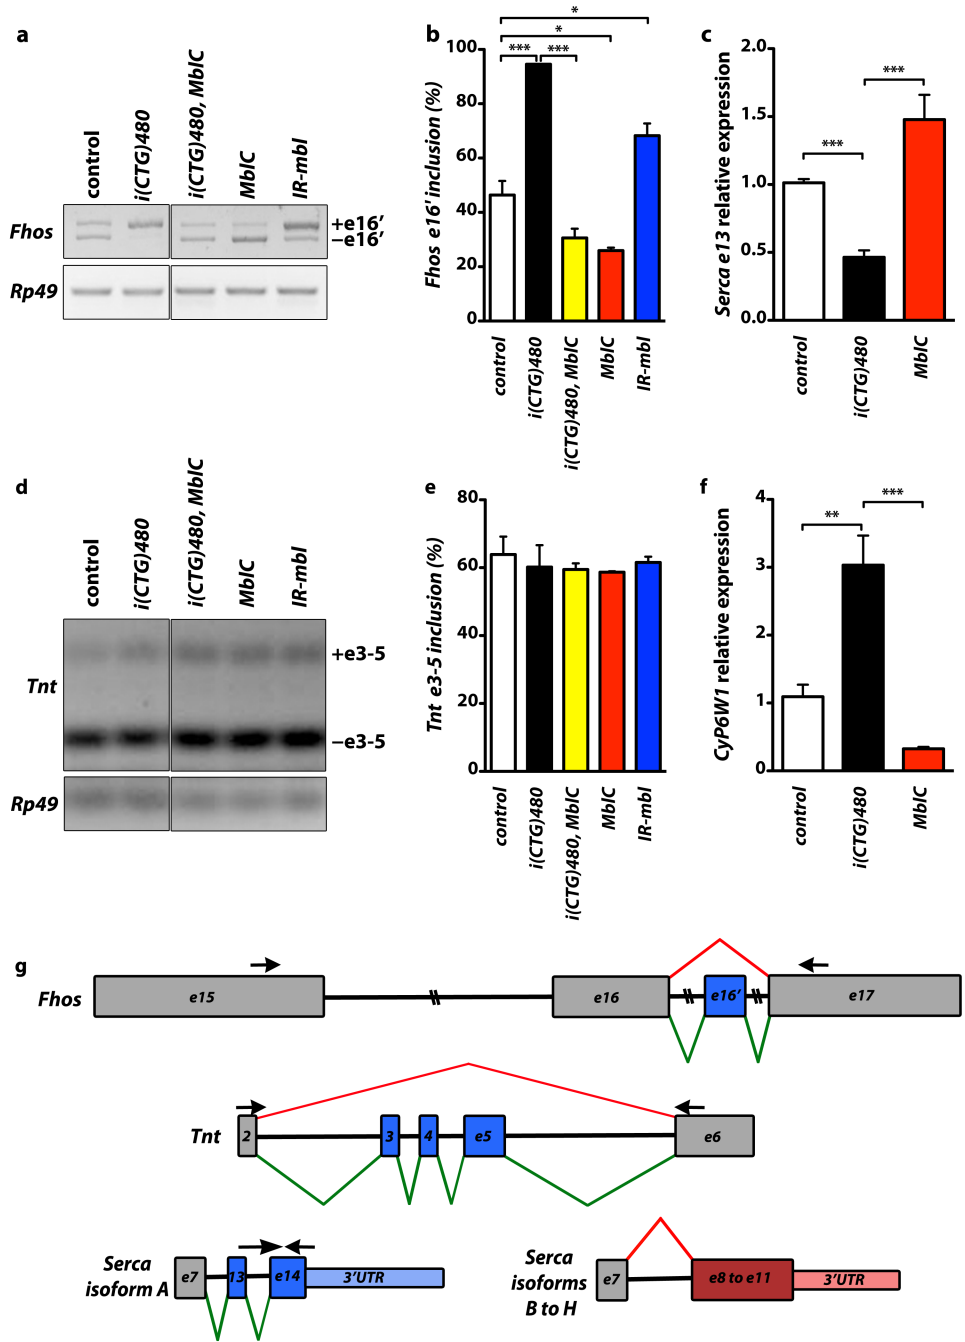 a
control
i(CTG)480
i(CTG)480, MblC
MblC
IR-mbl
Fhos
+e16’
–e16’
Rp49
b
*
*
***
***
Fhos e16’ inclusion (%)
100
80
60
40
20
0
control
i(CTG)480
i(CTG)480, MblC
MblC
IR-mbl
c
***
***
Serca e13 relative expression
2.0
1.5
1.0
0.5
0.0
control
i(CTG)480
MblC
d
control
i(CTG)480
i(CTG)480, MblC
MblC
IR-mbl
Tnt
+e3-5
–e3-5
Rp49
e
Tnt e3-5 inclusion (%)
80
60
40
20
0
control
i(CTG)480
i(CTG)480, MblC
MblC
IR-mbl
f
**
***
CyP6W1 relative expression
4
3
2
1
0
control
i(CTG)480
MblC
g
Fhos
e15
e16
e16’
e17
Tnt
2
3
4
e5
e6
Serca
isoform A
e7
13
e14
3’UTR
Serca
isoforms
B to H
e7
e8 to e11
3’UTR